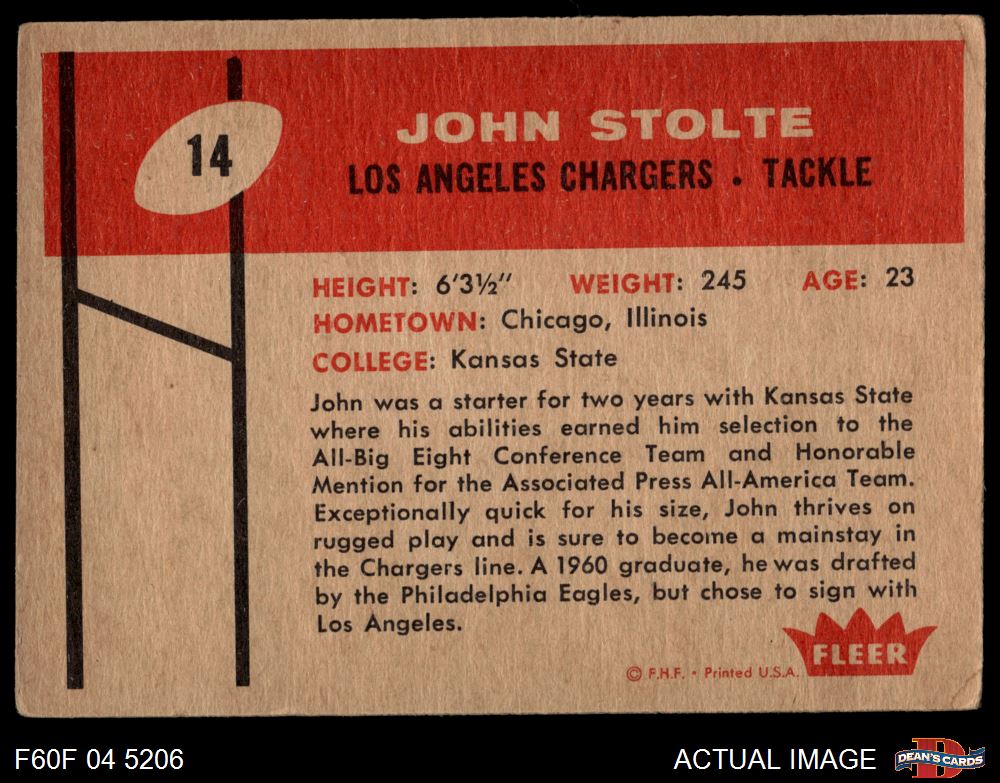 14
JOHN STOLTE
LOS ANGELES CHARGERS . TACKLE
HEIGHT: 6'3½" WEIGHT: 245 AGE: 23
HOMETOWN: Chicago, Illinois
COLLEGE: Kansas State
John was a starter for two years with Kansas State
where his abilities earned him selection to the
All-Big Eight Conference Team and Honorable
Mention for the Associated Press All-America Team.
Exceptionally quick for his size, John thrives on
rugged play and is sure to become a mainstay in
the Chargers line. A 1960 graduate, he was drafted
by the Philadelphia Eagles, but chose to sign with
Los Angeles.
FLEER
© F.H.F. • Printed U.S.A.
F60F 04 5206
ACTUAL IMAGE
D
DEAN'S CARDS